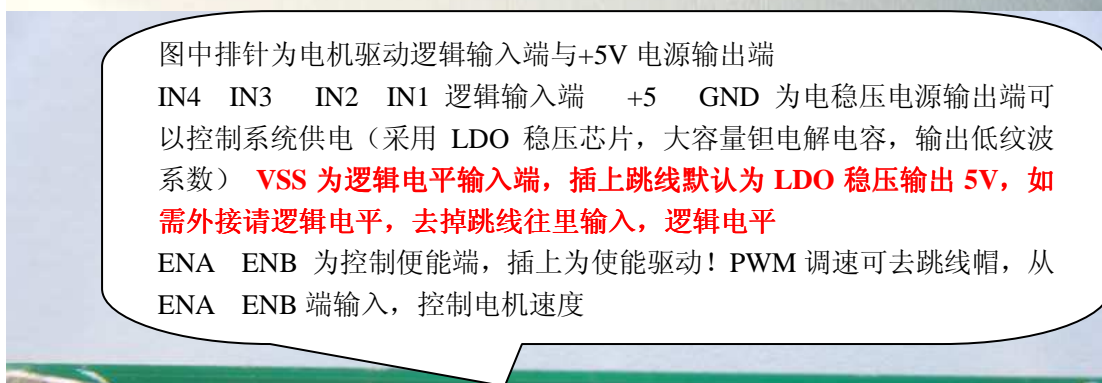 图中排针为电机驱动逻辑输入端与+5V 电源输出端
IN4 IN3 IN2 IN1 逻辑输入端 +5 GND 为电稳压电源输出端可
以控制系统供电（采用 LDO 稳压芯片，大容量钽电解电容，输出低纹波
系数） VSS 为逻辑电平输入端，插上跳线默认为 LDO 稳压输出 5V，如
需外接请逻辑电平，去掉跳线往里输入，逻辑电平
ENA ENB 为控制便能端，插上为使能驱动！PWM 调速可去跳线帽，从
ENA ENB 端输入，控制电机速度